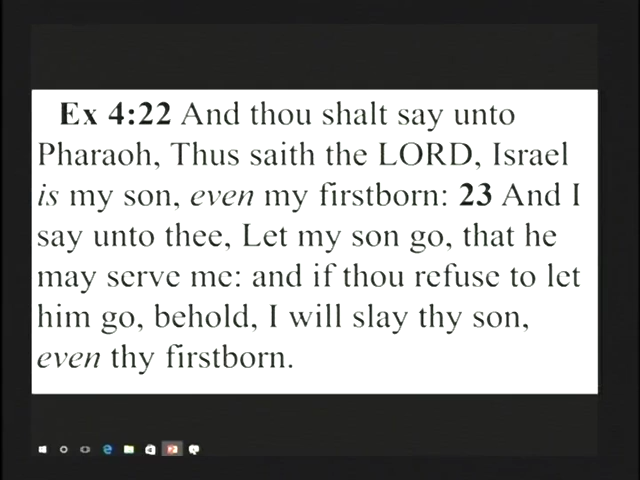 Ex 4:22 And thou shalt say unto
Pharaoh, Thus saith the LORD, Israel
is my son, even my firstborn: 23 And I
say unto thee, Let my son go, that he
may serve me: and if thou refuse to let
him go, behold, I will slay thy son,
even thy firstborn.